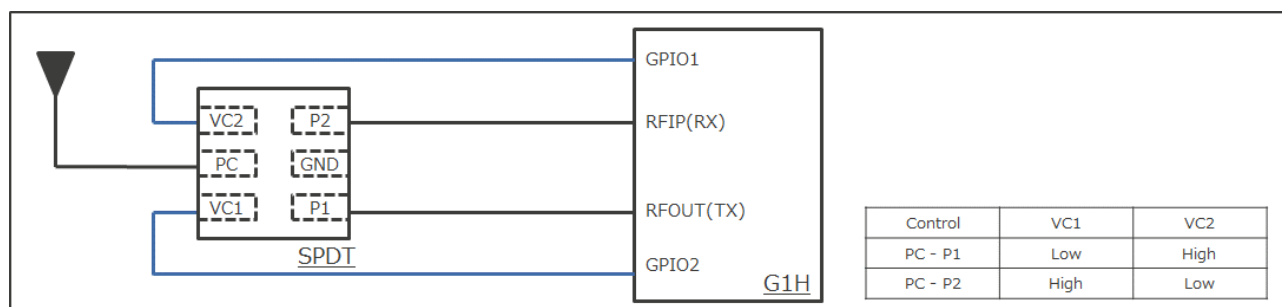 GPIO1
VC2 P2 RFIP(RX)
PC GND
VC1 P1 RFOUT(TX)
SPDT
GPIO2
G1H
Control VC1 VC2
PC - P1 Low High
PC - P2 High Low